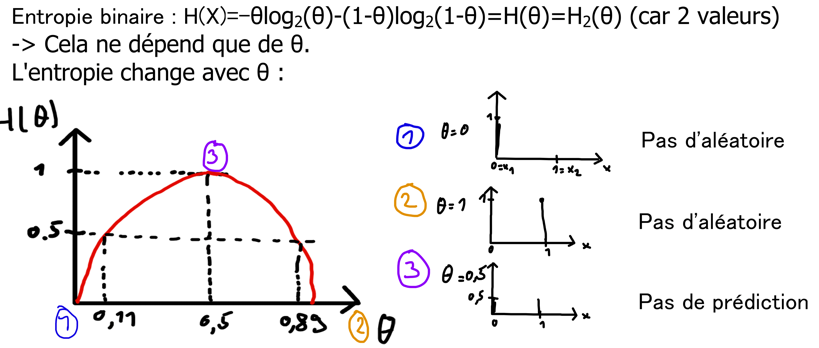 Entropie binaire : H(X)=-θlog₂(θ)-(1-θ)log₂(1-θ)=H(θ)=H₂(θ) (car 2 valeurs)
-> Cela ne dépend que de θ.
L'entropie change avec θ :
H(θ)
3
1
0.5
1 0,11 0,5 0,89 2 θ
1 θ=0 1 0=x₁ 1=x₂ x Pas d'aléatoire
2 θ=1 1 0 1 x Pas d'aléatoire
3 θ=0,5 0,5 0 1 x Pas de prédiction